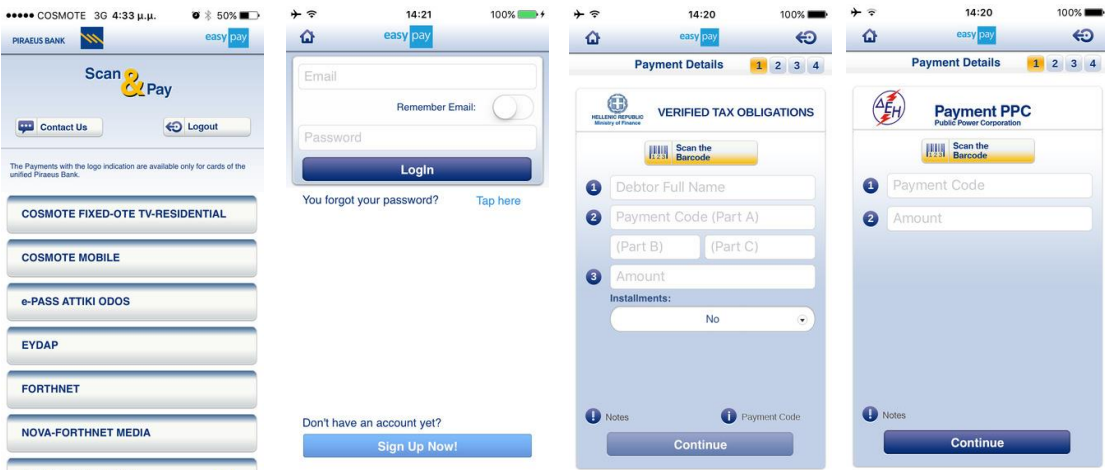 COSMOTE 3G 4:33 μ.μ. 50%
PIRAEUS BANK
easy pay
Scan
& Pay
Contact Us
Logout
The Payments with the logo indication are available only for cards of the
unified Piraeus Bank.
COSMOTE FIXED-OTE TV-RESIDENTIAL
COSMOTE MOBILE
e-PASS ATTIKI ODOS
EYDAP
FORTHNET
NOVA-FORTHNET MEDIA
14:21 100%
easy pay
Email
Remember Email:
Password
LogIn
You forgot your password? Tap here
Don't have an account yet?
Sign Up Now!
14:20 100%
easy pay
Payment Details 1 2 3 4
HELLENIC REPUBLIC
Ministry of Finance
VERIFIED TAX OBLIGATIONS
123
Scan the
Barcode
1 Debtor Full Name
2 Payment Code (Part A)
(Part B) (Part C)
3 Amount
Installments:
No
! Notes i Payment Code
Continue
14:20 100%
easy pay
Payment Details 1 2 3 4
ΔΕΗ
Payment PPC
Public Power Corporation
123
Scan the
Barcode
1 Payment Code
2 Amount
! Notes
Continue